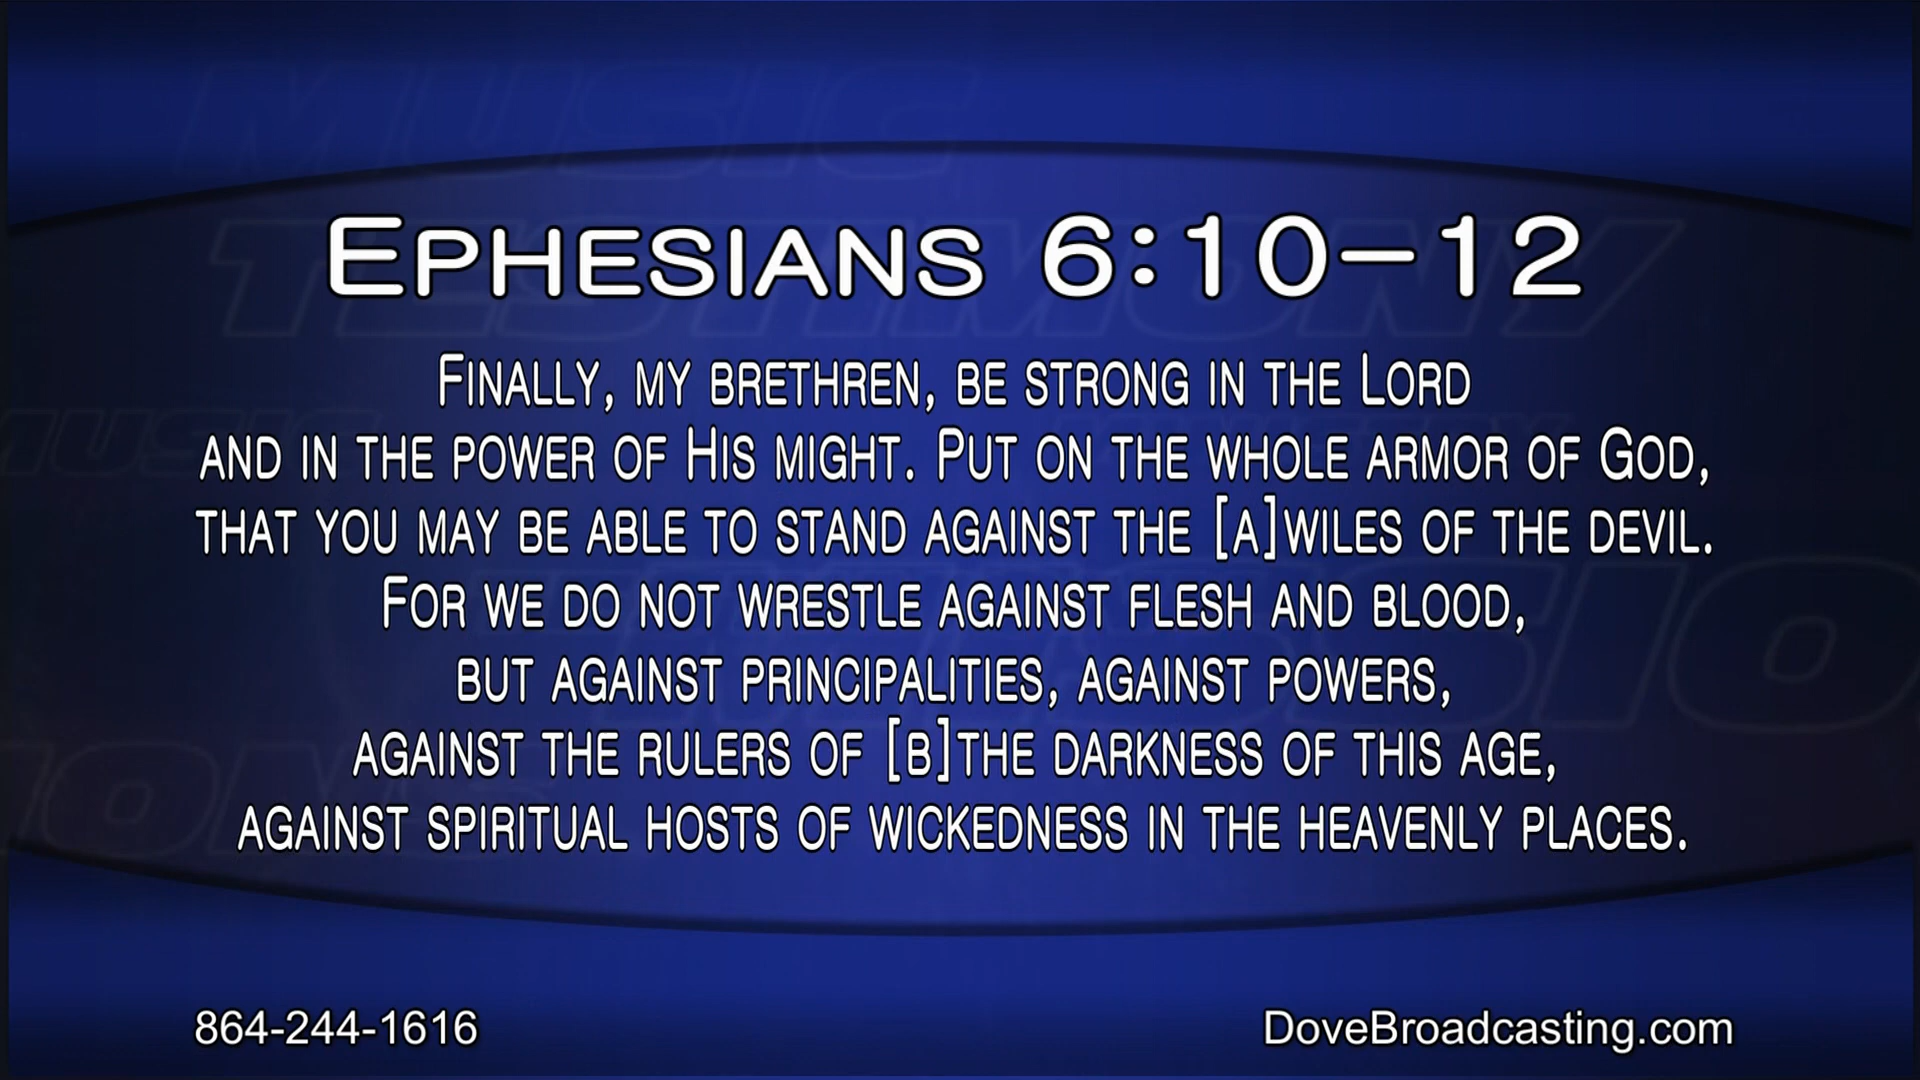 MUSIC
TESTIMONY
Ephesians 6:10-12
Finally, my brethren, be strong in the Lord
and in the power of His might. Put on the whole armor of God,
that you may be able to stand against the [a]wiles of the devil.
For we do not wrestle against flesh and blood,
but against principalities, against powers,
against the rulers of [b]the darkness of this age,
against spiritual hosts of wickedness in the heavenly places.
864-244-1616
DoveBroadcasting.com